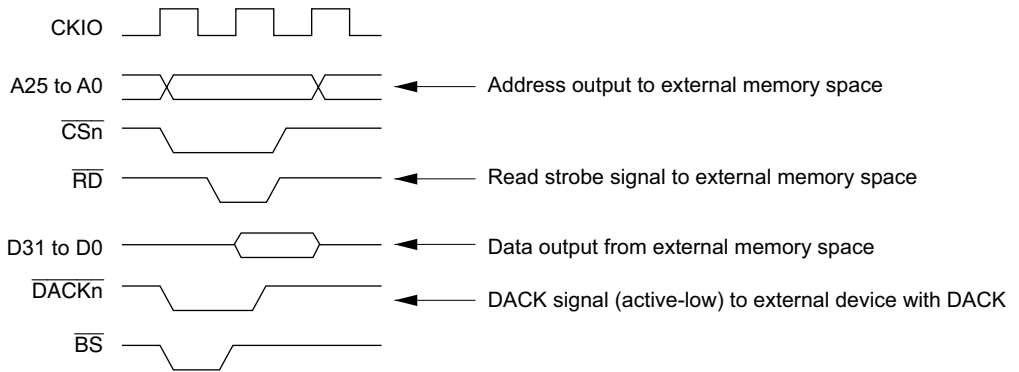 CKIO
A25 to A0 Address output to external memory space
CSn
RD Read strobe signal to external memory space
D31 to D0 Data output from external memory space
DACKn DACK signal (active-low) to external device with DACK
BS